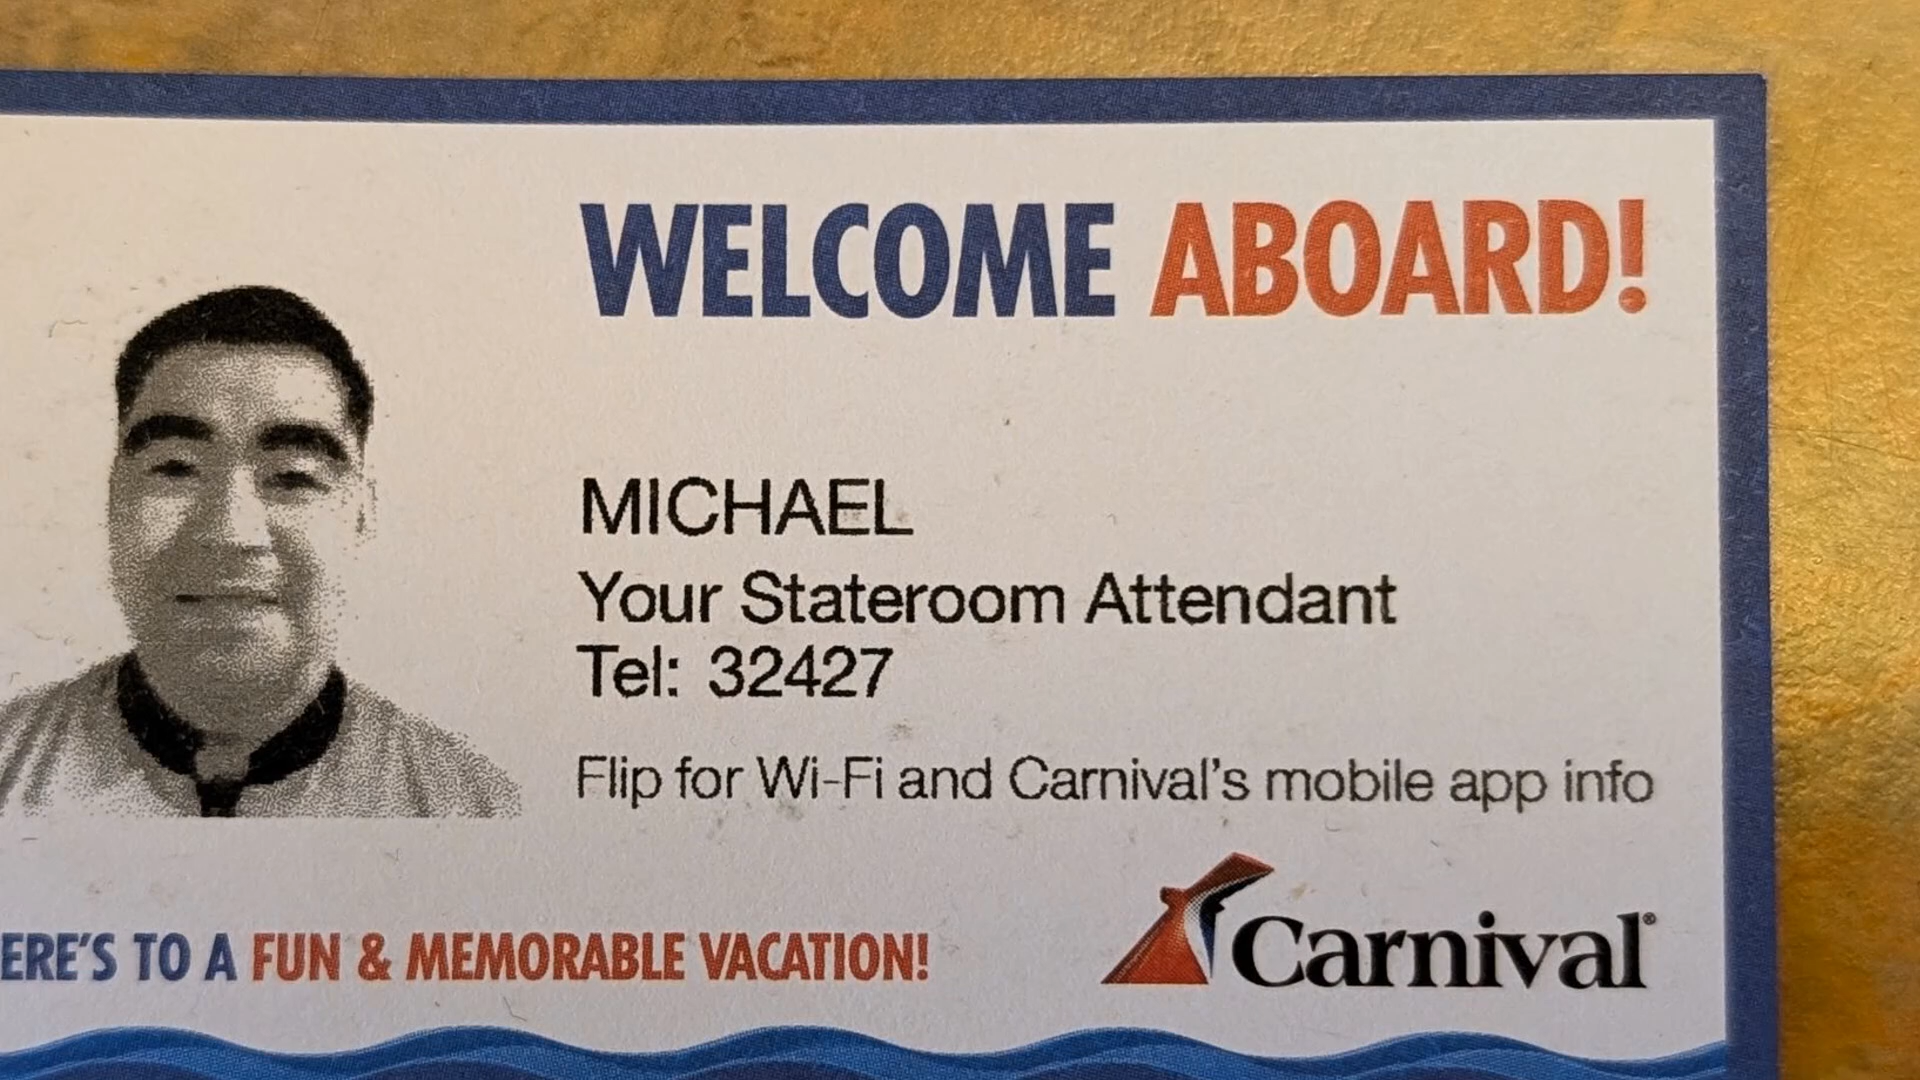 WELCOME ABOARD!
MICHAEL
Your Stateroom Attendant
Tel: 32427
Flip for Wi-Fi and Carnival's mobile app info
ERE'S TO A FUN & MEMORABLE VACATION!
Carnival®